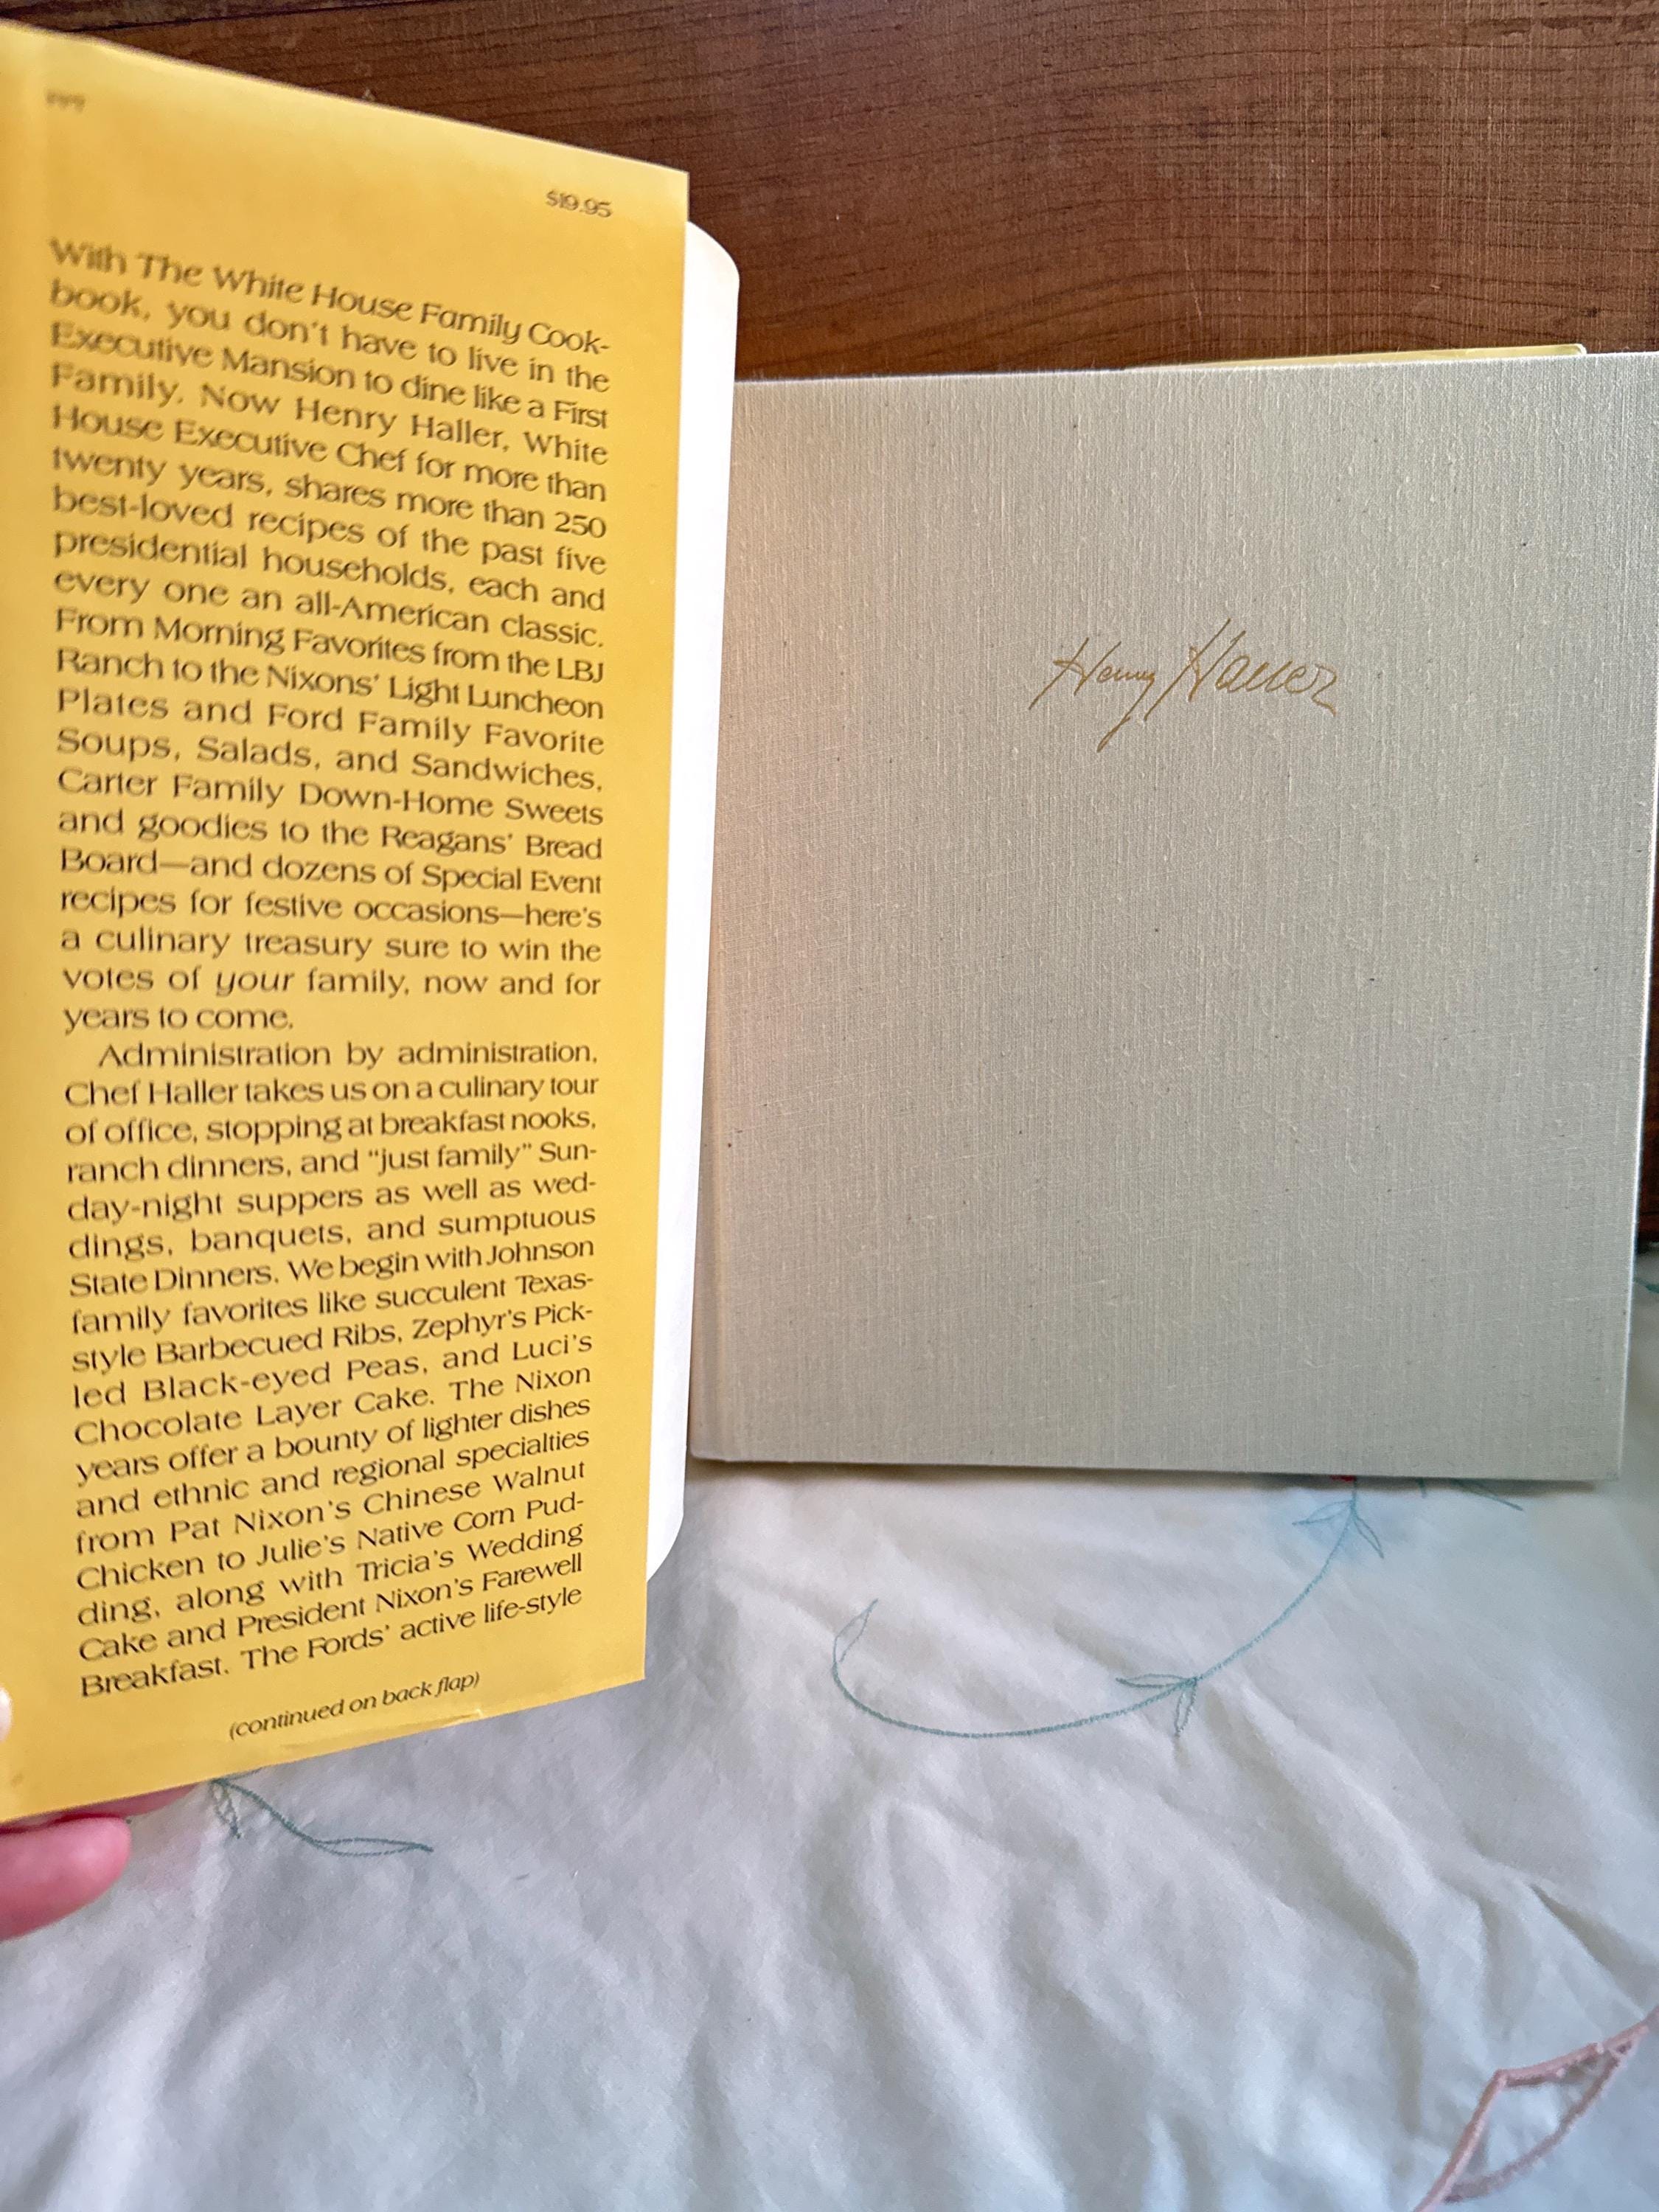 $19.95
With The White House Family Cook-
book, you don't have to live in the
Executive Mansion to dine like a First
Family. Now Henry Haller, White
House Executive Chef for more than
twenty years, shares more than 250
best-loved recipes of the past five
presidential households, each and
every one an all-American classic.
From Morning Favorites from the LBJ
Ranch to the Nixons' Light Luncheon
Plates and Ford Family Favorite
Soups, Salads, and Sandwiches,
Carter Family Down-Home Sweets
and goodies to the Reagans' Bread
Board—and dozens of Special Event
recipes for festive occasions—here's
a culinary treasury sure to win the
votes of your family, now and for
years to come.
Administration by administration,
Chef Haller takes us on a culinary tour
of office, stopping at breakfast nooks,
ranch dinners, and "just family" Sun-
day-night suppers as well as wed-
dings, banquets, and sumptuous
State Dinners. We begin with Johnson
family favorites like succulent Texas-
style Barbecued Ribs, Zephyr's Pick-
led Black-eyed Peas, and Luci's
Chocolate Layer Cake. The Nixon
years offer a bounty of lighter dishes
and ethnic and regional specialties
from Pat Nixon's Chinese Walnut
Chicken to Julie's Native Corn Pud-
ding, along with Tricia's Wedding
Cake and President Nixon's Farewell
Breakfast. The Fords' active life-style
(continued on back flap)
Henry Haller